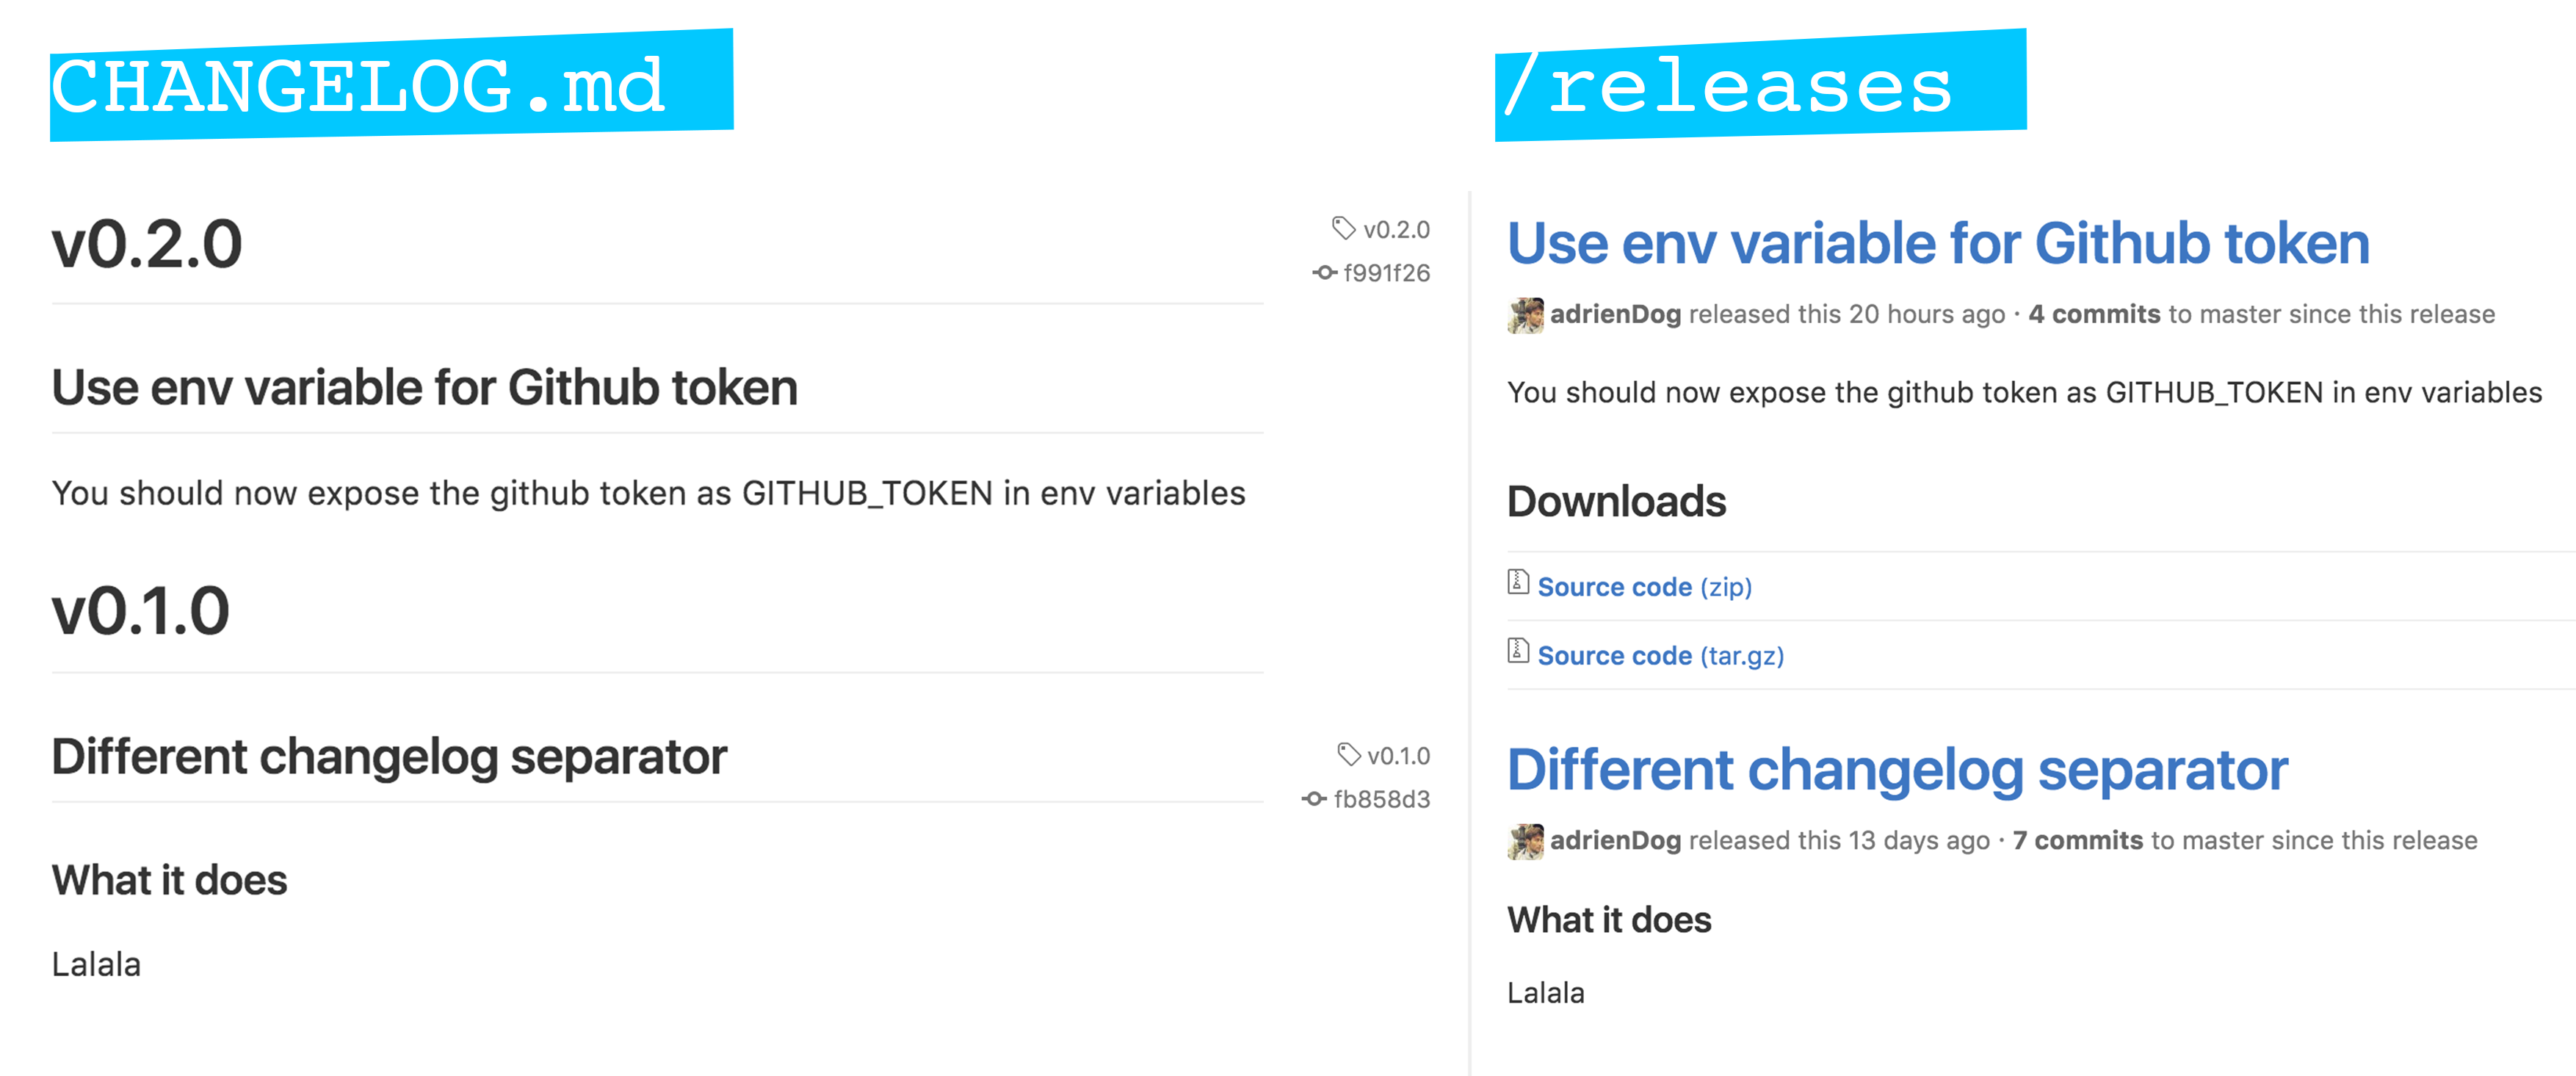 CHANGELOG.md
v0.2.0
Use env variable for Github token
You should now expose the github token as GITHUB_TOKEN in env variables
v0.1.0
Different changelog separator
What it does
Lalala
/releases
v0.2.0
f991f26
Use env variable for Github token
adrienDog released this 20 hours ago · 4 commits to master since this release
You should now expose the github token as GITHUB_TOKEN in env variables
Downloads
Source code (zip)
Source code (tar.gz)
v0.1.0
fb858d3
Different changelog separator
adrienDog released this 13 days ago · 7 commits to master since this release
What it does
Lalala